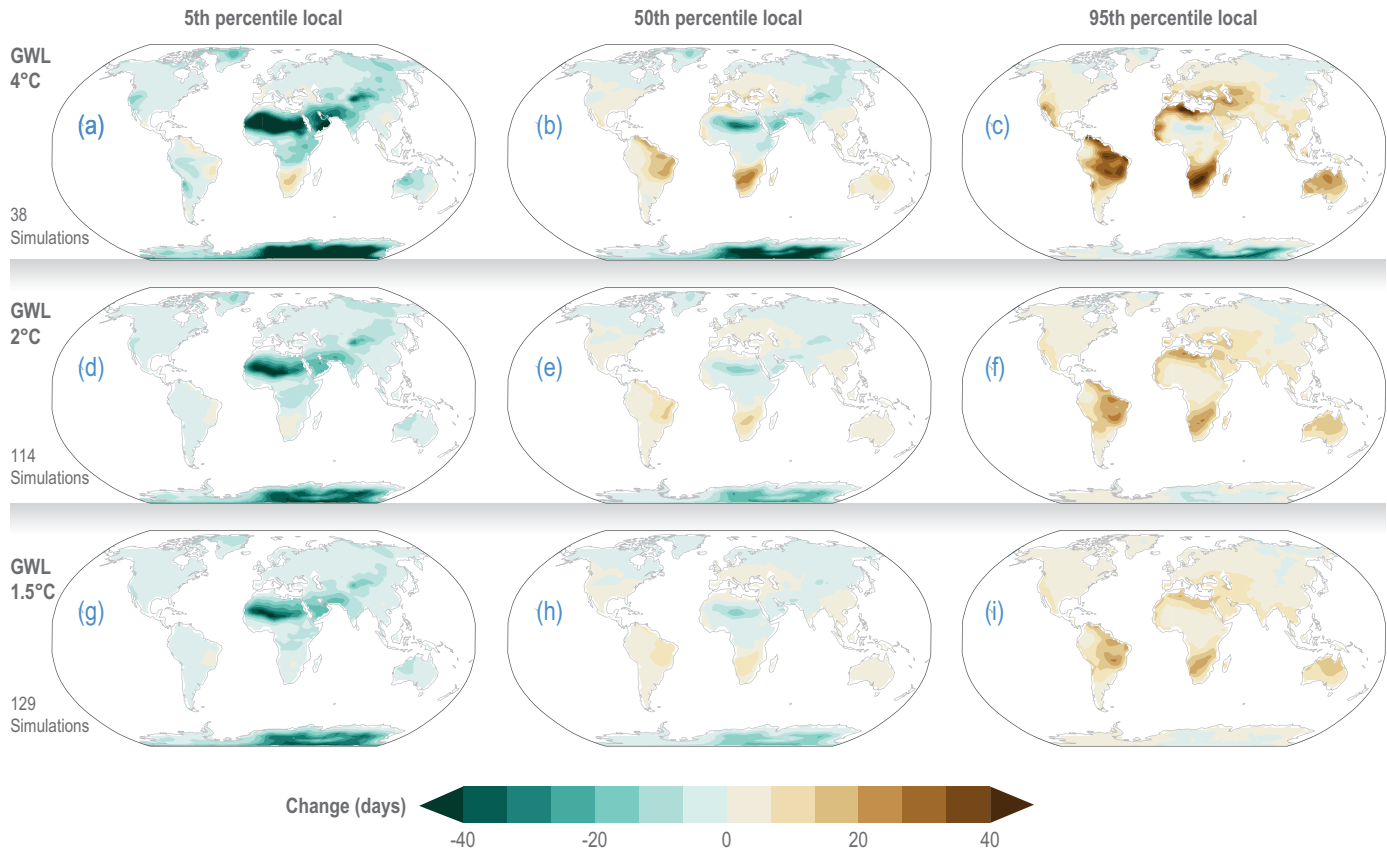 5th percentile local
50th percentile local
95th percentile local
GWL
4°C
(a)
(b)
(c)
38
Simulations
GWL
2°C
(d)
(e)
(f)
114
Simulations
GWL
1.5°C
(g)
(h)
(i)
129
Simulations
Change (days)
-40
-20
0
20
40